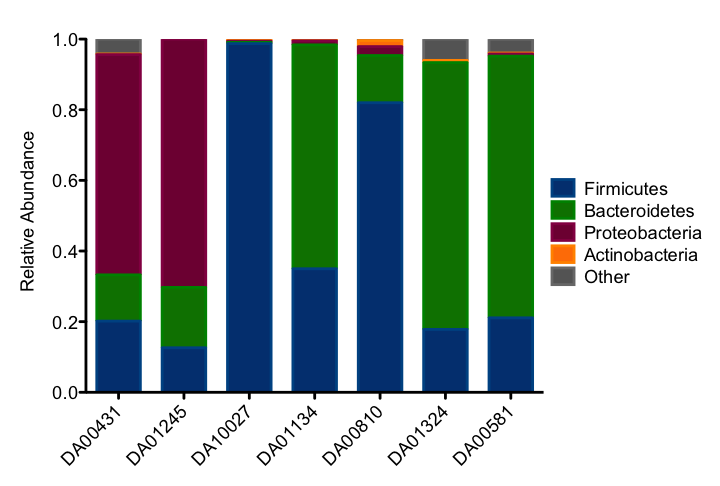 Relative Abundance
1.0
0.8
0.6
0.4
0.2
0.0
DA00431
DA01245
DA10027
DA01134
DA00810
DA01324
DA00581
Firmicutes
Bacteroidetes
Proteobacteria
Actinobacteria
Other